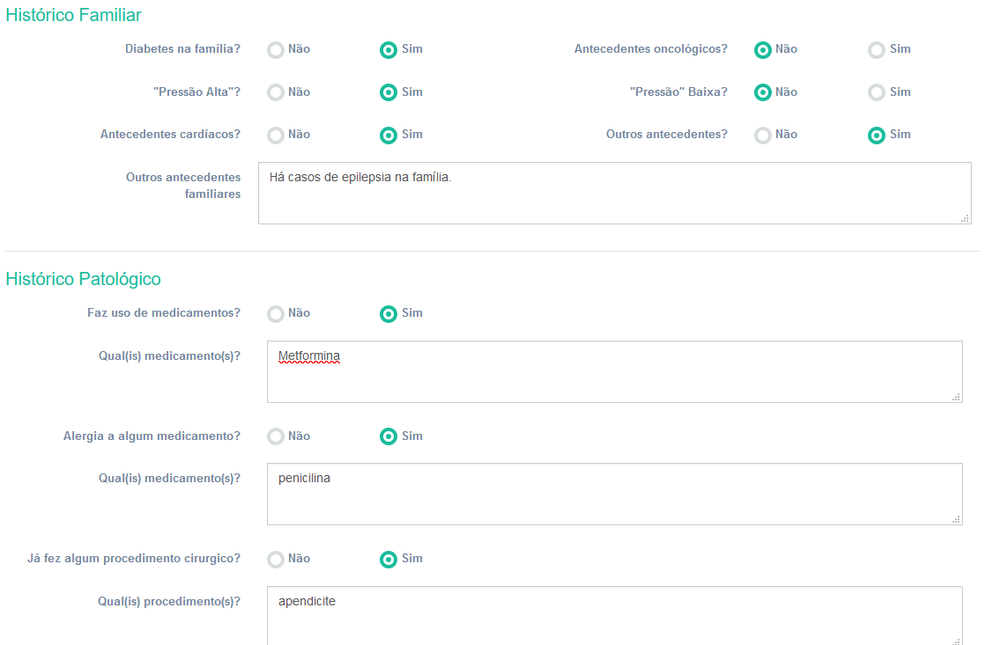 Histórico Familiar
Diabetes na família? Não Sim Antecedentes oncológicos? Não Sim
"Pressão Alta"? Não Sim "Pressão" Baixa? Não Sim
Antecedentes cardíacos? Não Sim Outros antecedentes? Não Sim
Outros antecedentes familiares
Há casos de epilepsia na família.
Histórico Patológico
Faz uso de medicamentos? Não Sim
Qual(is) medicamento(s)? Metformina
Alergia a algum medicamento? Não Sim
Qual(is) medicamento(s)? penicilina
Já fez algum procedimento cirurgico? Não Sim
Qual(is) procedimento(s)? apendicite